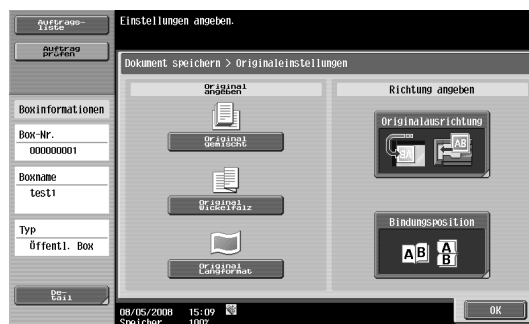 Auftrags-
liste
Auftrag
prüfen
Boxinformationen
Box-Nr.
000000001
Boxname
test1
Typ
Öffentl. Box
De-
tail
Einstellungen angeben.
Dokument speichern > Originaleinstellungen
Original
angeben
Original
gemischt
Original
Wickelfalz
Original
Langformat
Richtung angeben
Originalausrichtung
AB
Bindungsposition
AB
A
B
08/05/2008 15:09
Speicher 100%
OK